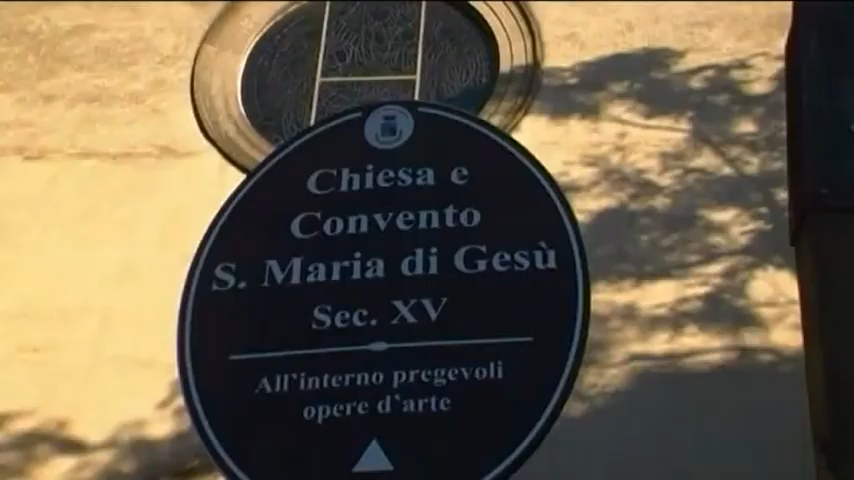 Chiesa e
Convento
S. Maria di Gesù
Sec. XV
All'interno pregevoli
opere d'arte